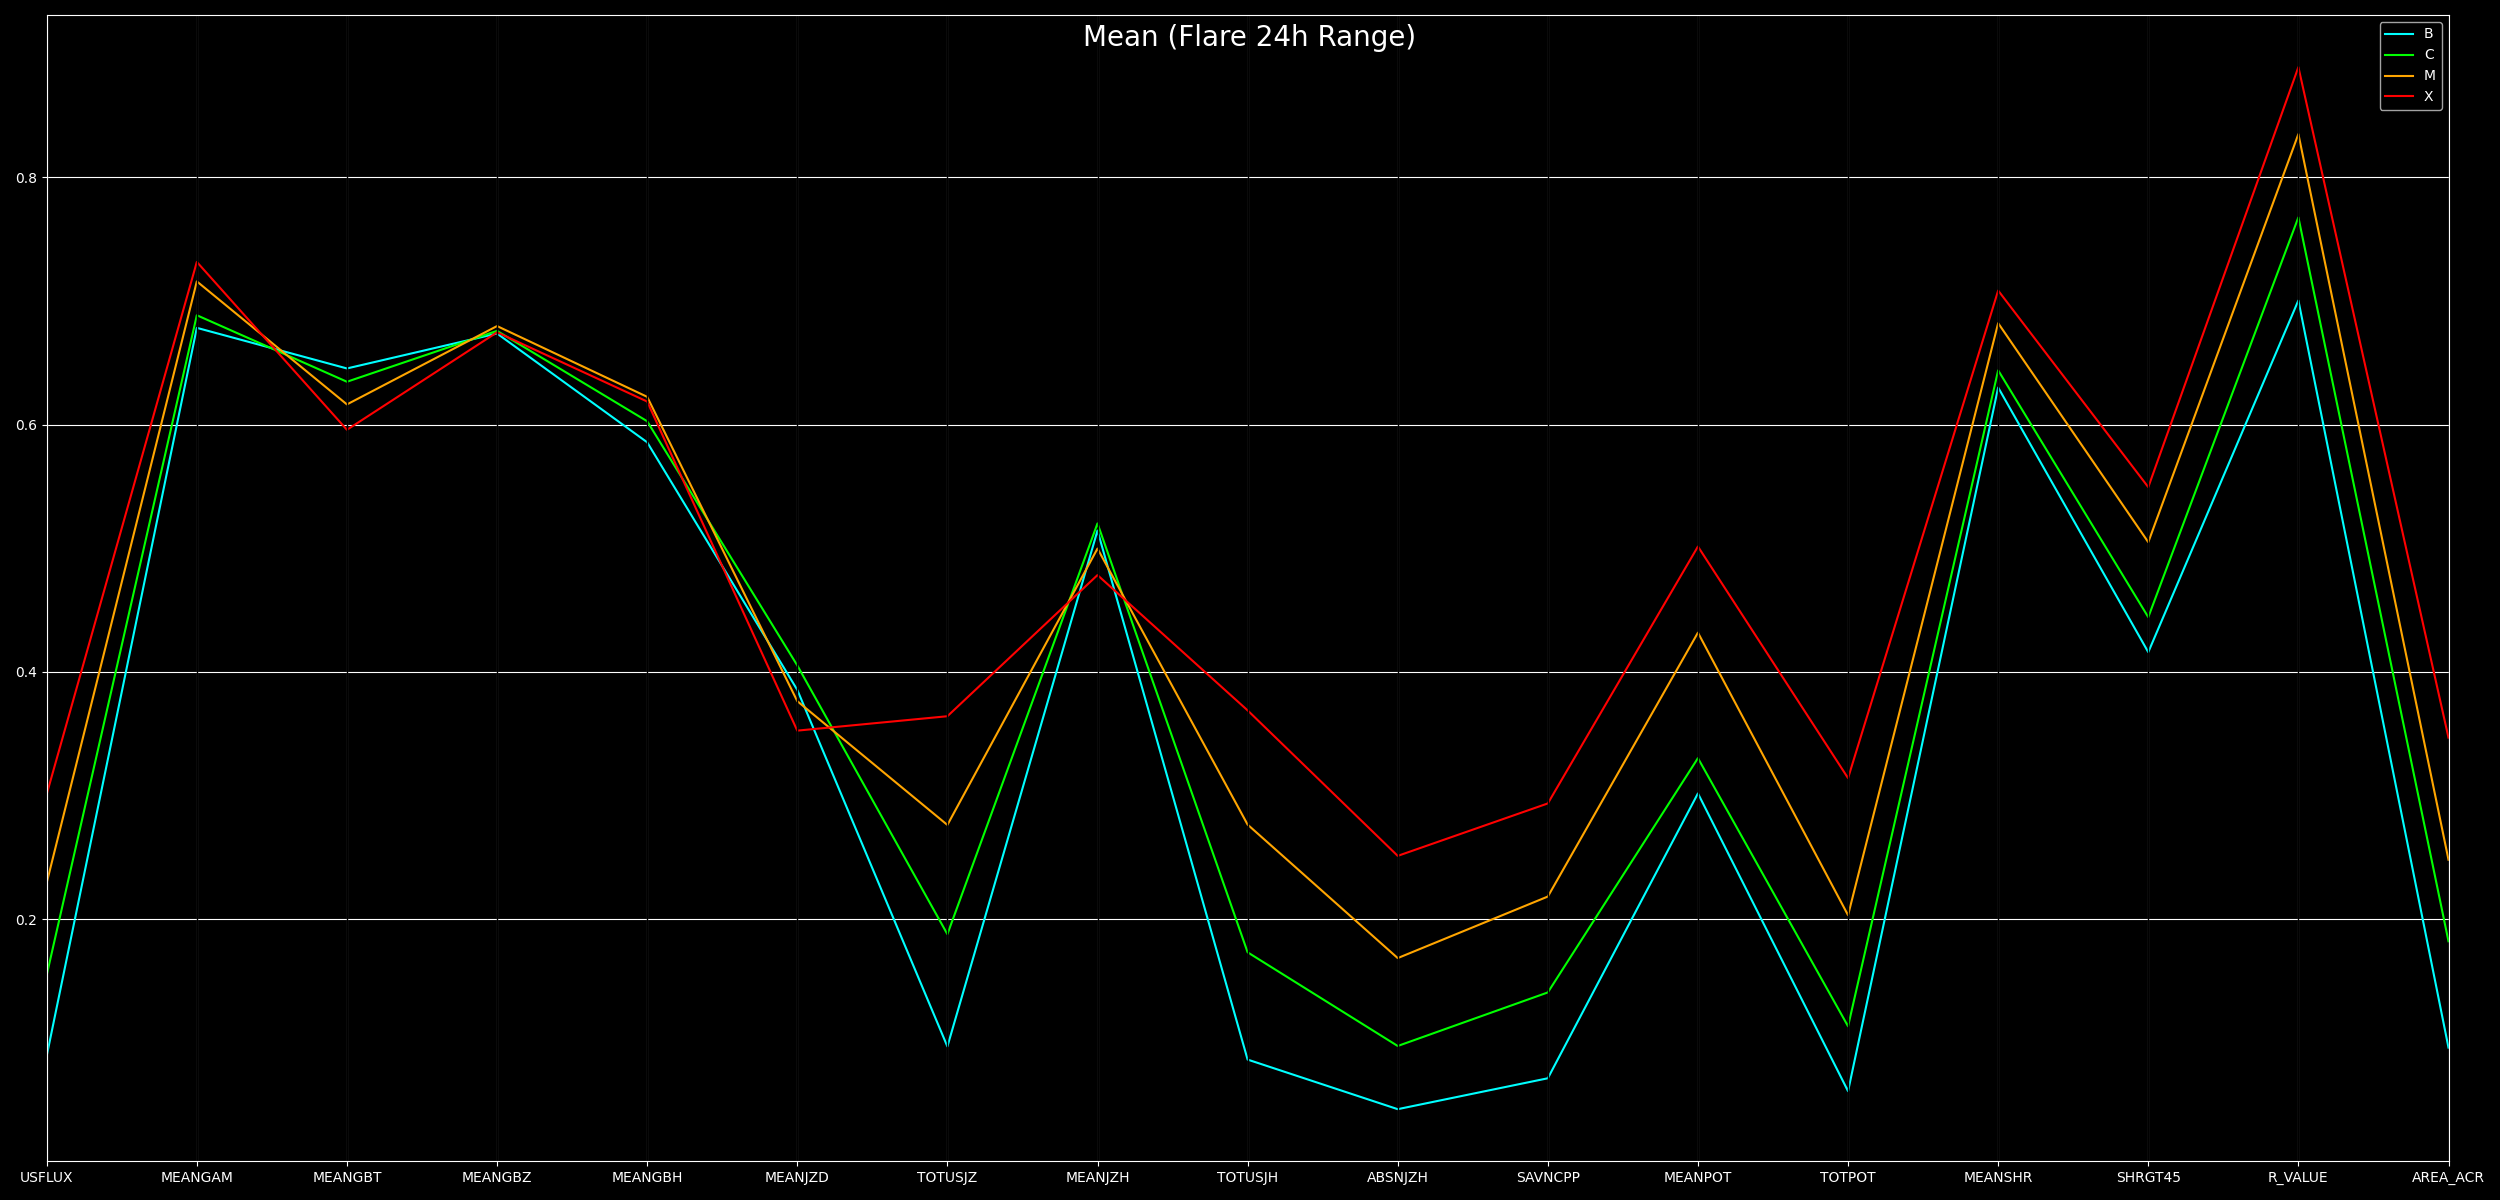 Mean (Flare 24h Range)
B
C
M
X
0.8
0.6
0.4
0.2
USFLUX MEANGAM MEANGBT MEANGBZ MEANGBH MEANJZD TOTUSJZ MEANJZH TOTUSJH ABSNJZH SAVNCPP MEANPOT TOTPOT MEANSHR SHRGT45 R_VALUE AREA_ACR